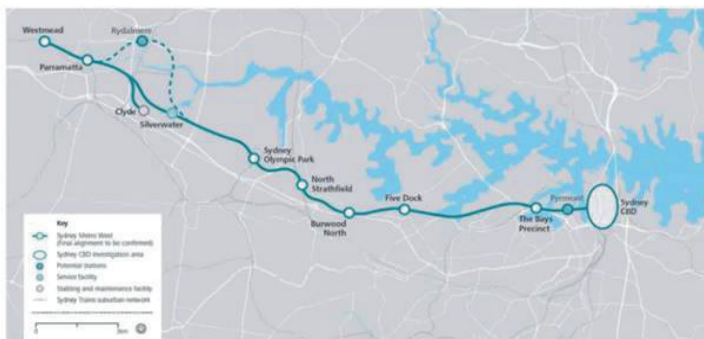 Westmead
Rydalmere
Parramatta
Clyde
Silverwater
Sydney
Olympic Park
North
Strathfield
Burwood
North
Five Dock
The Bays
Precinct
Pyrmont
Sydney
CBD
Key
Sydney Metro West
(Final alignment to be confirmed)
Sydney CBD investigation area
Potential stations
Service facility
Stabling and maintenance facility
Sydney Trains suburban network
0